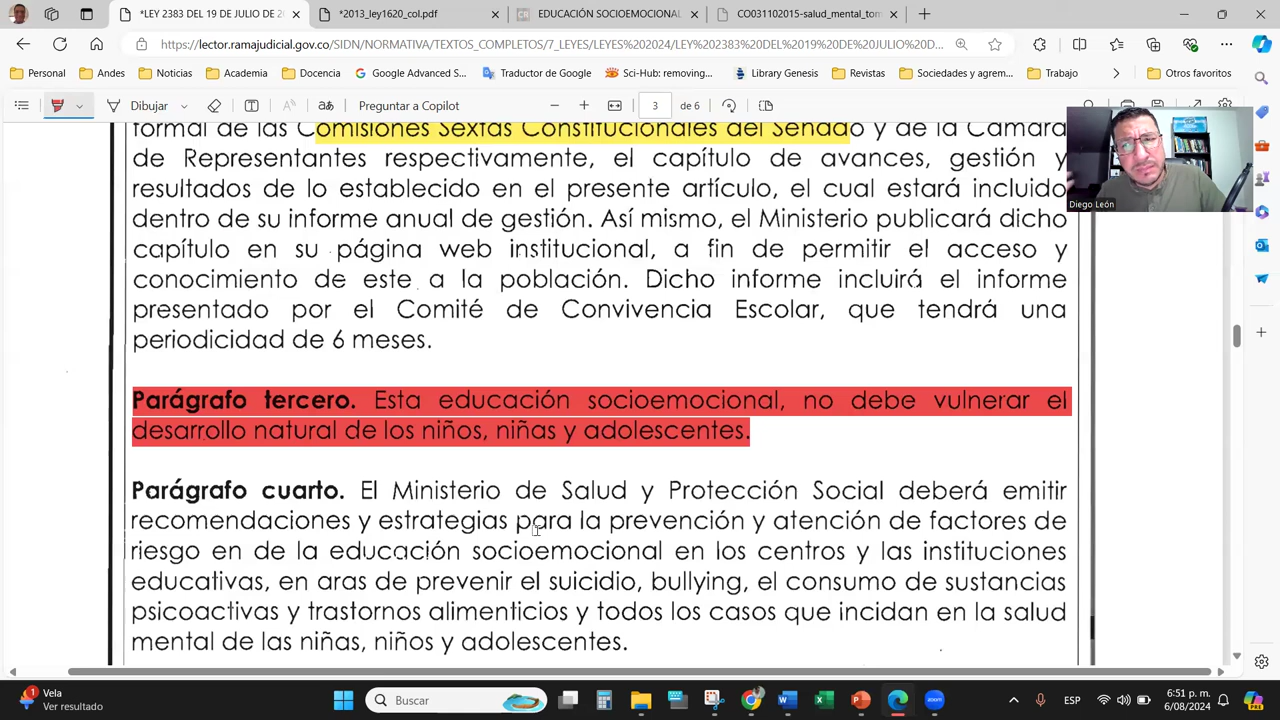 *LEY 2383 DEL 19 DE JULIO DE 2
*2013_ley1620_col.pdf
EDUCACIÓN SOCIOEMOCIONAL
CO031102015-salud_mental_tom
https://lector.ramajudicial.gov.co/SIDN/NORMATIVA/TEXTOS_COMPLETOS/7_LEYES/LEYES%202024/LEY%202383%20DEL%2019%20DE%20JULIO%20D...
Personal
Andes
Noticias
Academia
Docencia
Google Advanced S...
Traductor de Google
Sci-Hub: removing...
Library Genesis
Revistas
Sociedades y agrem...
Trabajo
Otros favoritos
Dibujar
Preguntar a Copilot
3
de 6
formal de las Comisiones Sextas Constitucionales del Senado y de la Cámara
de Representantes respectivamente, el capítulo de avances, gestión y
resultados de lo establecido en el presente artículo, el cual estará incluido
dentro de su informe anual de gestión. Así mismo, el Ministerio publicará dicho
capítulo en su página web institucional, a fin de permitir el acceso y
conocimiento de este a la población. Dicho informe incluirá el informe
presentado por el Comité de Convivencia Escolar, que tendrá una
periodicidad de 6 meses.
Parágrafo tercero. Esta educación socioemocional, no debe vulnerar el
desarrollo natural de los niños, niñas y adolescentes.
Parágrafo cuarto. El Ministerio de Salud y Protección Social deberá emitir
recomendaciones y estrategias para la prevención y atención de factores de
riesgo en de la educación socioemocional en los centros y las instituciones
educativas, en aras de prevenir el suicidio, bullying, el consumo de sustancias
psicoactivas y trastornos alimenticios y todos los casos que incidan en la salud
mental de las niñas, niños y adolescentes.
Diego León
1
Vela
Ver resultado
Buscar
ESP
6:51 p. m.
6/08/2024